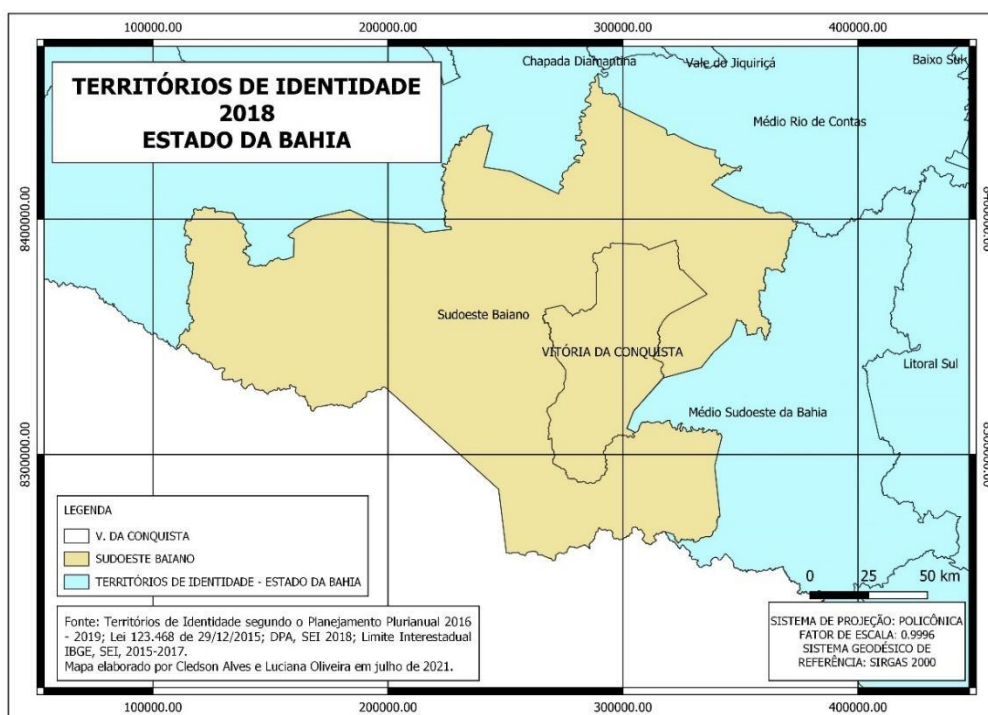 100000.00
200000.00
300000.00
400000.00
TERRITÓRIOS DE IDENTIDADE
2018
ESTADO DA BAHIA
Chapada Diamantina
Vale do Jiquiriçá
Baixo Sul
Médio Rio de Contas
8400000.00
8400000.00
Sudoeste Baiano
VITÓRIA DA CONQUISTA
Litoral Sul
Médio Sudoeste da Bahia
8300000.00
8300000.00
LEGENDA
V. DA CONQUISTA
SUDOESTE BAIANO
TERRITÓRIOS DE IDENTIDADE - ESTADO DA BAHIA
0 25 50 km
Fonte: Territórios de Identidade segundo o Planejamento Plurianual 2016
- 2019; Lei 123.468 de 29/12/2015; DPA, SEI 2018; Limite Interestadual
IBGE, SEI, 2015-2017.
Mapa elaborado por Cledson Alves e Luciana Oliveira em julho de 2021.
SISTEMA DE PROJEÇÃO: POLICÔNICA
FATOR DE ESCALA: 0.9996
SISTEMA GEODÉSICO DE
REFERÊNCIA: SIRGAS 2000
100000.00
200000.00
300000.00
400000.00